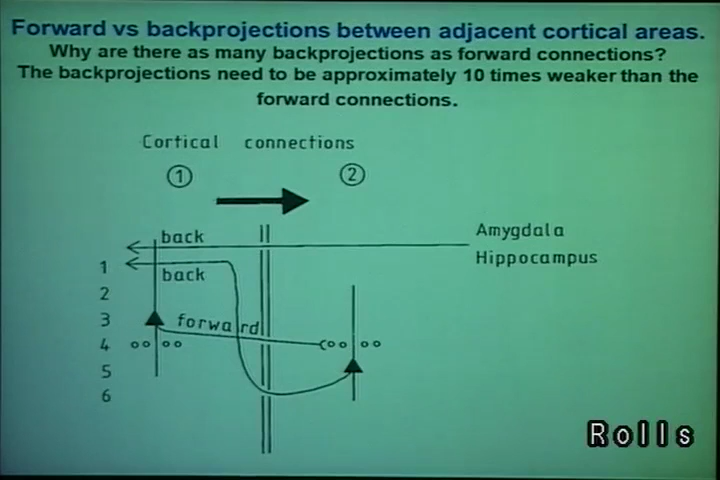 Forward vs backprojections between adjacent cortical areas.
Why are there as many backprojections as forward connections?
The backprojections need to be approximately 10 times weaker than the
forward connections.
Cortical connections
1 2
back
Amygdala
Hippocampus
1
back
2
3
forward
4
5
6
Rolls